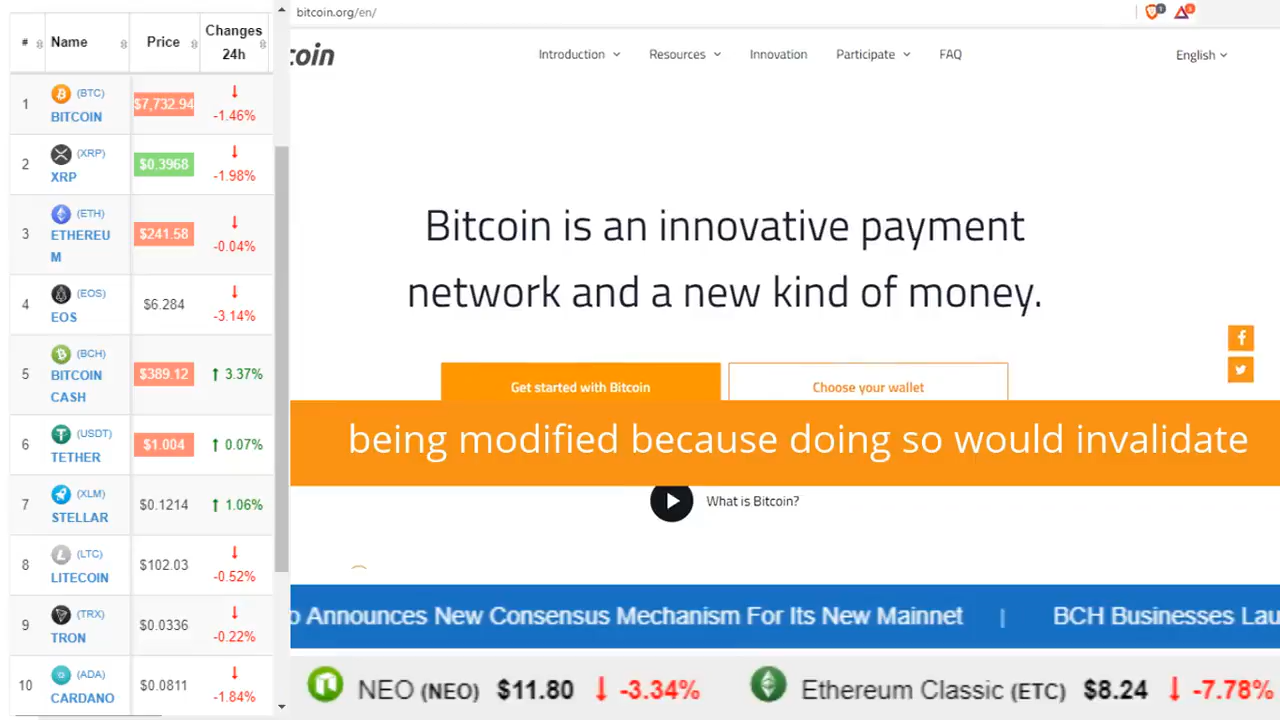 # Name Price Changes 24h
1 (BTC) BITCOIN $7,732.94 -1.46%
2 (XRP) XRP $0.3968 -1.98%
3 (ETH) ETHEREU M $241.58 -0.04%
4 (EOS) EOS $6.284 -3.14%
5 (BCH) BITCOIN CASH $389.12 3.37%
6 (USDT) TETHER $1.004 0.07%
7 (XLM) STELLAR $0.1214 1.06%
8 (LTC) LITECOIN $102.03 -0.52%
9 (TRX) TRON $0.0336 -0.22%
10 (ADA) CARDANO $0.0811 -1.84%
bitcoin.org/en/
coin Introduction Resources Innovation Participate FAQ English
Bitcoin is an innovative payment
network and a new kind of money.
Get started with Bitcoin Choose your wallet
being modified because doing so would invalidate
What is Bitcoin?
o Announces New Consensus Mechanism For Its New Mainnet | BCH Businesses Lau
NEO (NEO) $11.80 -3.34% Ethereum Classic (ETC) $8.24 -7.78%